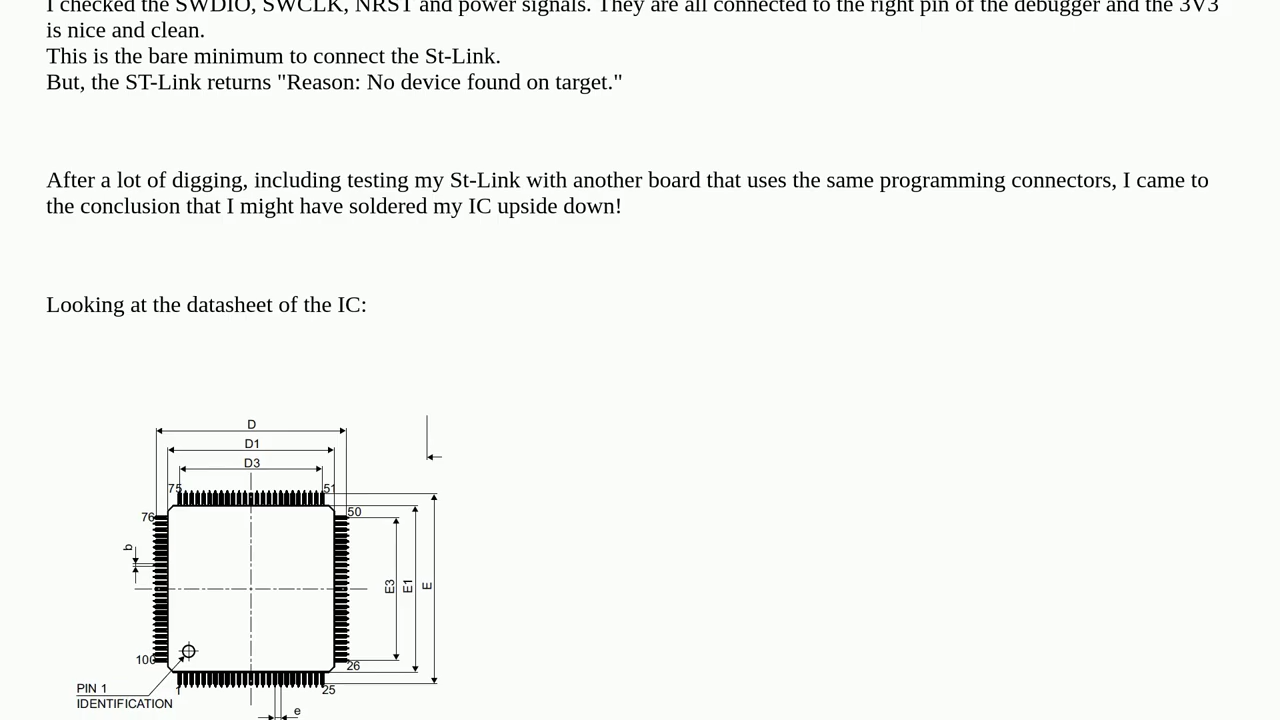 I checked the SWDIO, SWCLK, NRST and power signals. They are all connected to the right pin of the debugger and the 3V3
is nice and clean.
This is the bare minimum to connect the St-Link.
But, the ST-Link returns "Reason: No device found on target."
After a lot of digging, including testing my St-Link with another board that uses the same programming connectors, I came to
the conclusion that I might have soldered my IC upside down!
Looking at the datasheet of the IC:
D
D1
D3
75
51
76
50
b
E3
E1
E
100
26
PIN 1
IDENTIFICATION
1
25
e